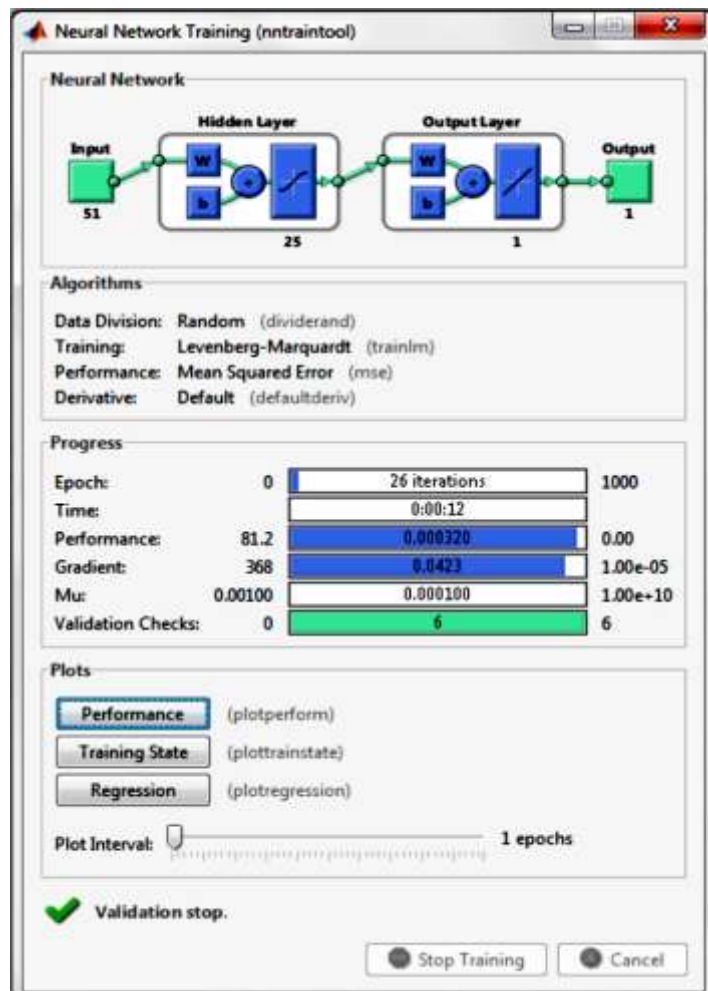 Neural Network Training (nntraintool)
Neural Network
Hidden Layer Output Layer
Input Output
W W
b b
+ +
51 25 1 1
Algorithms
Data Division: Random (dividerand)
Training: Levenberg-Marquardt (trainlm)
Performance: Mean Squared Error (mse)
Derivative: Default (defaultderiv)
Progress
Epoch: 0 26 iterations 1000
Time: 0:00:12
Performance: 81.2 0.000320 0.00
Gradient: 368 0.0423 1.00e-05
Mu: 0.00100 0.000100 1.00e+10
Validation Checks: 0 6 6
Plots
Performance (plotperform)
Training State (plottrainstate)
Regression (plotregression)
Plot Interval: 1 epochs
Validation stop.
Stop Training Cancel